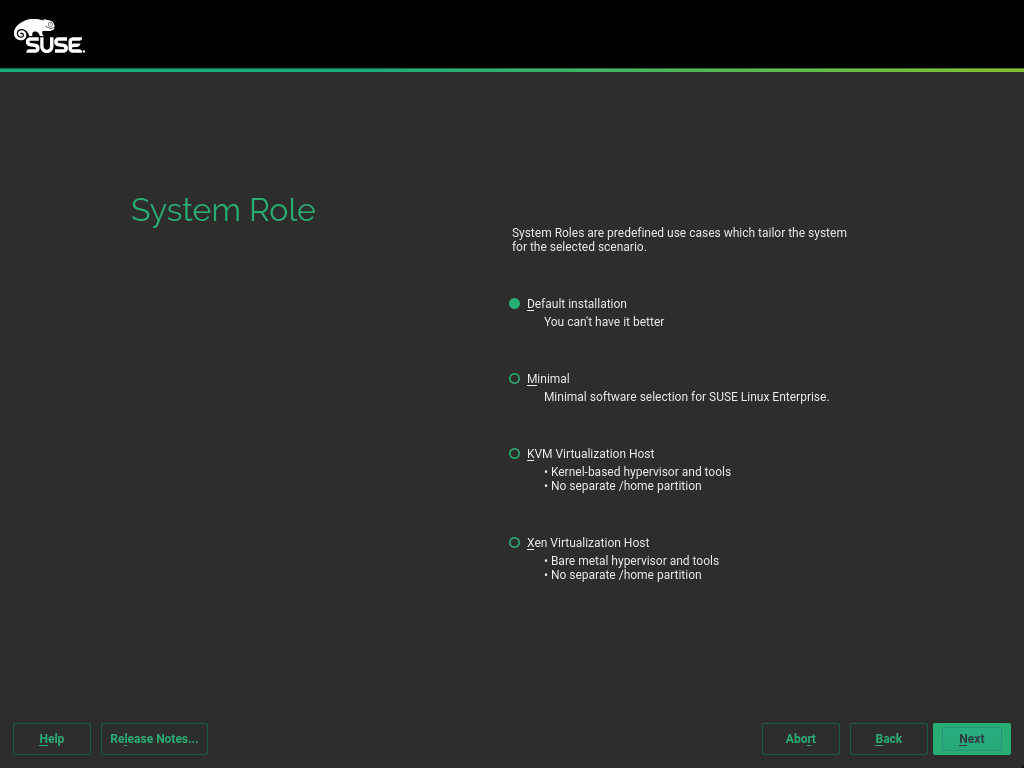 SUSE
System Role
System Roles are predefined use cases which tailor the system
for the selected scenario.
Default installation
You can't have it better
Minimal
Minimal software selection for SUSE Linux Enterprise.
KVM Virtualization Host
• Kernel-based hypervisor and tools
• No separate /home partition
Xen Virtualization Host
• Bare metal hypervisor and tools
• No separate /home partition
Help
Release Notes...
Abort
Back
Next